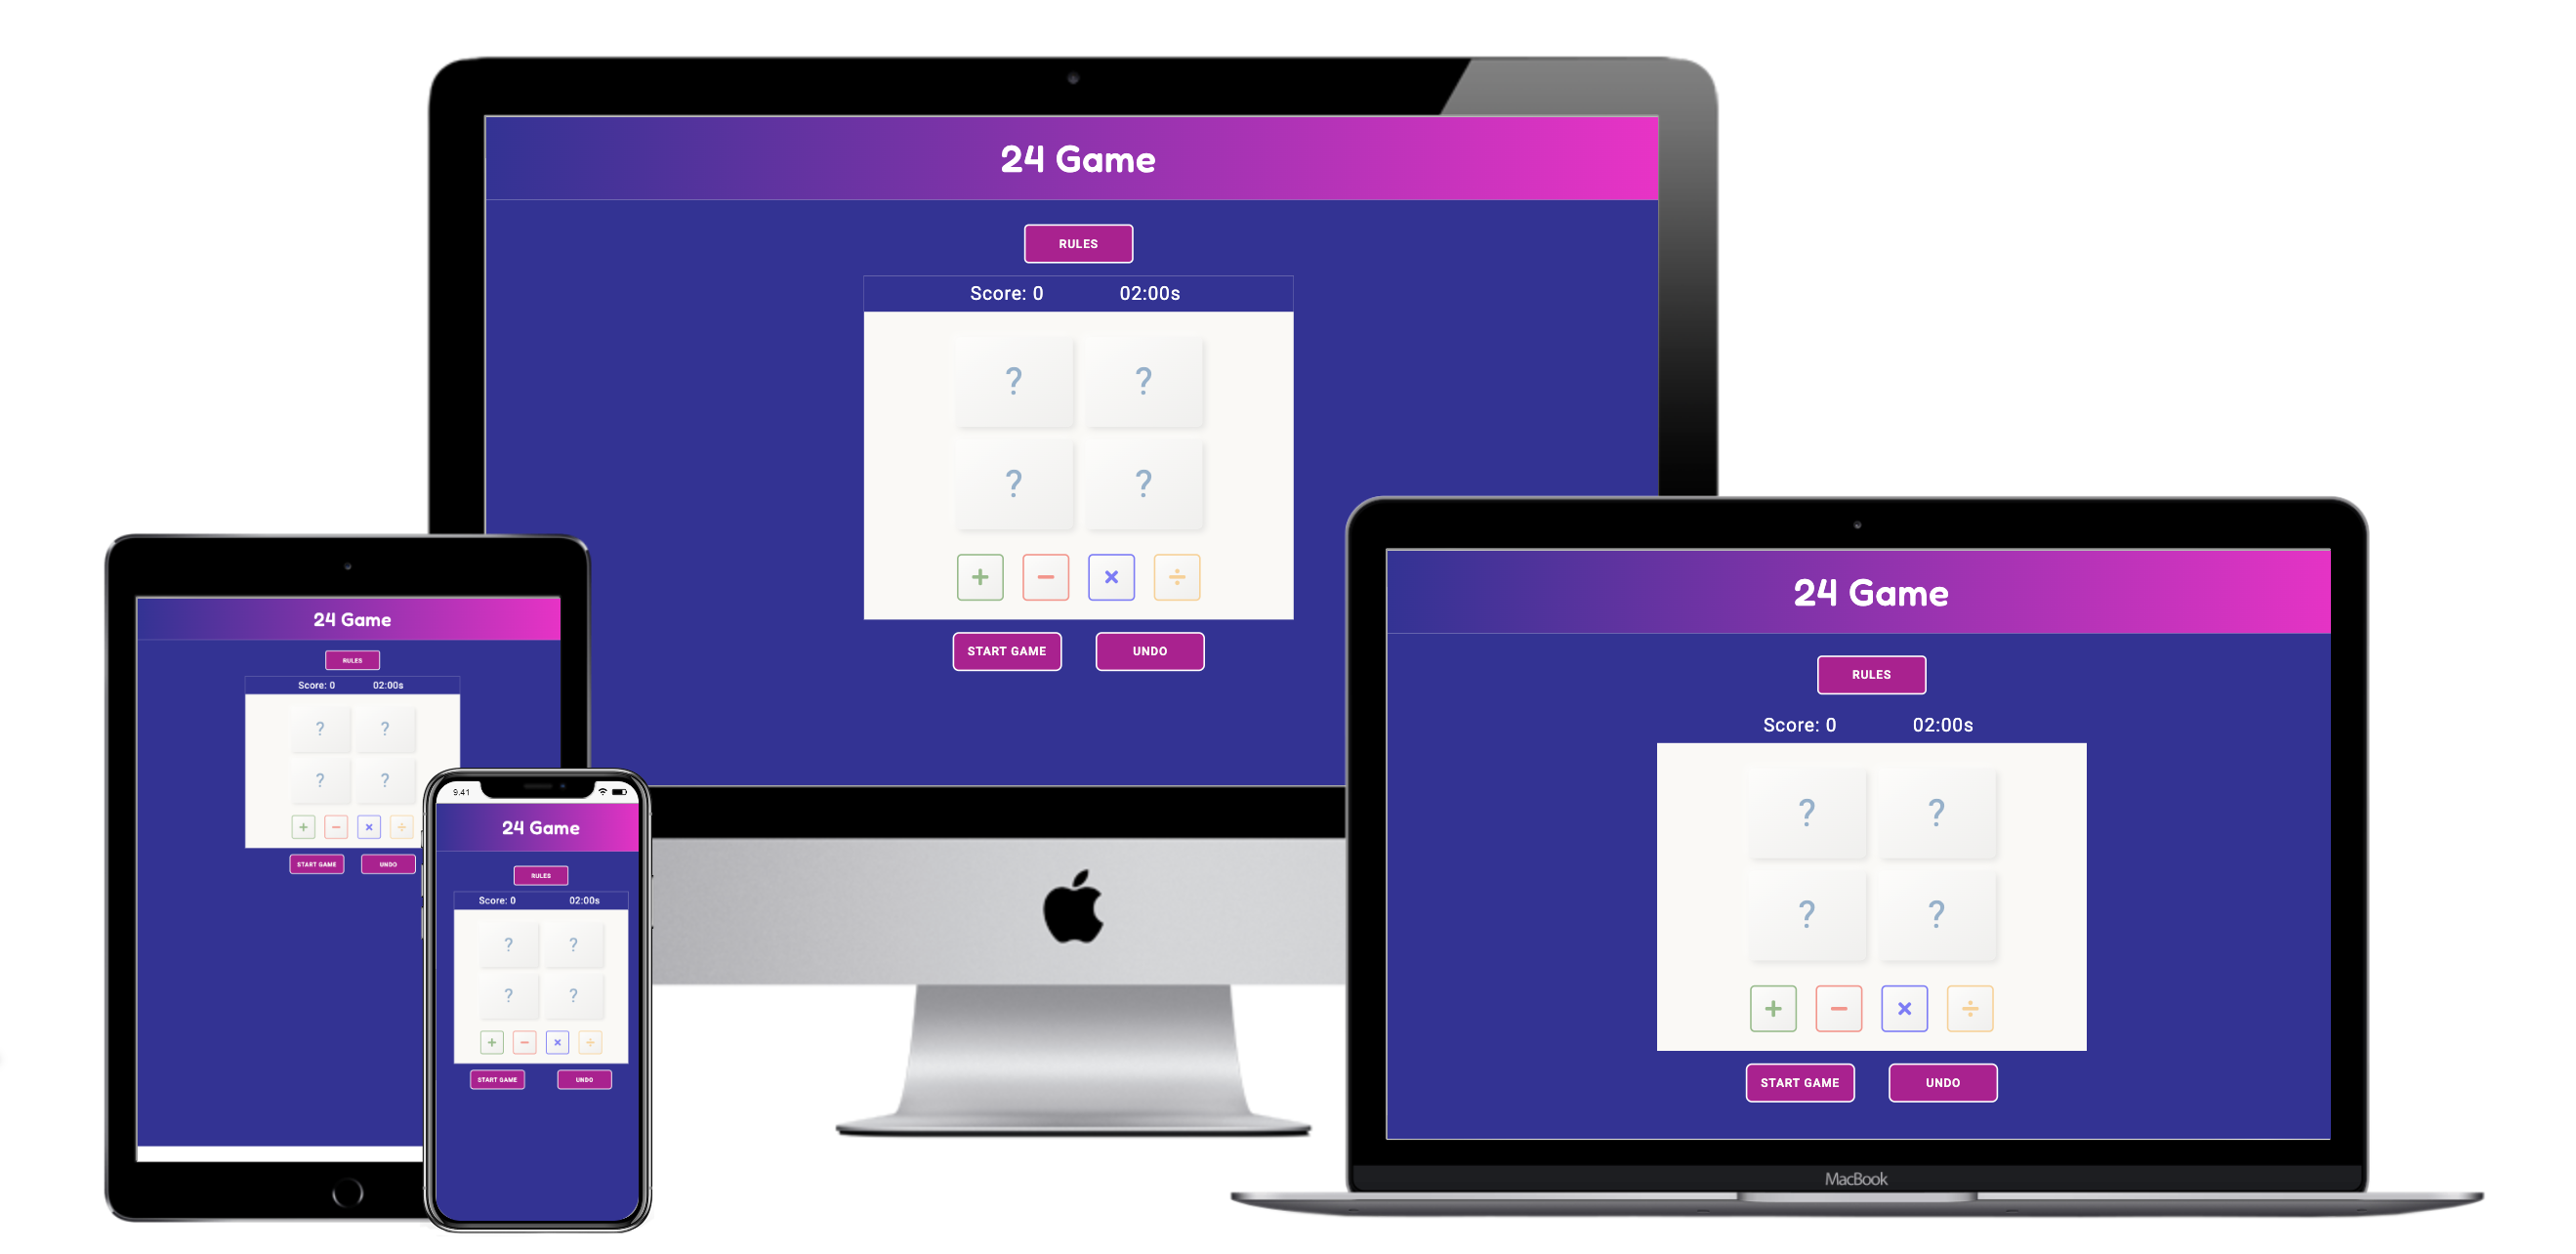 24 Game
RULES
Score: 0 02:00s
? ?
? ?
+ − × ÷
START GAME UNDO
24 Game
RULES
Score: 0 02:00s
? ?
? ?
+ − × ÷
START GAME UNDO
9.41
24 Game
RULES
Score: 0 02:00s
? ?
? ?
+ − × ÷
START GAME UNDO
24 Game
RULES
Score: 0 02:00s
? ?
? ?
+ − × ÷
START GAME UNDO
MacBook